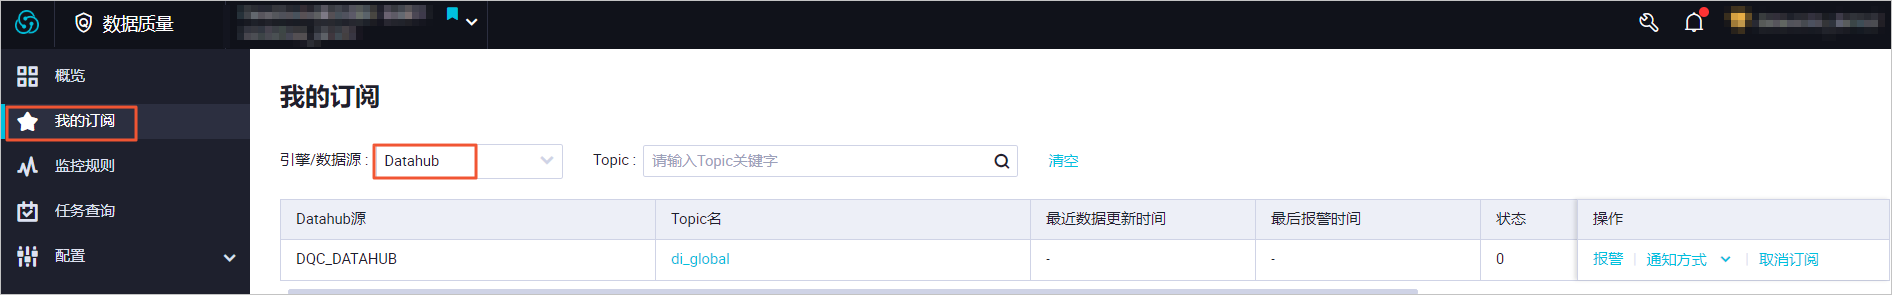 数据质量
概览
我的订阅
监控规则
任务查询
配置
我的订阅
引擎/数据源 : Datahub Topic : 请输入Topic关键字 清空
Datahub源 Topic名 最近数据更新时间 最后报警时间 状态 操作
DQC_DATAHUB di_global - - 0 报警 通知方式 取消订阅